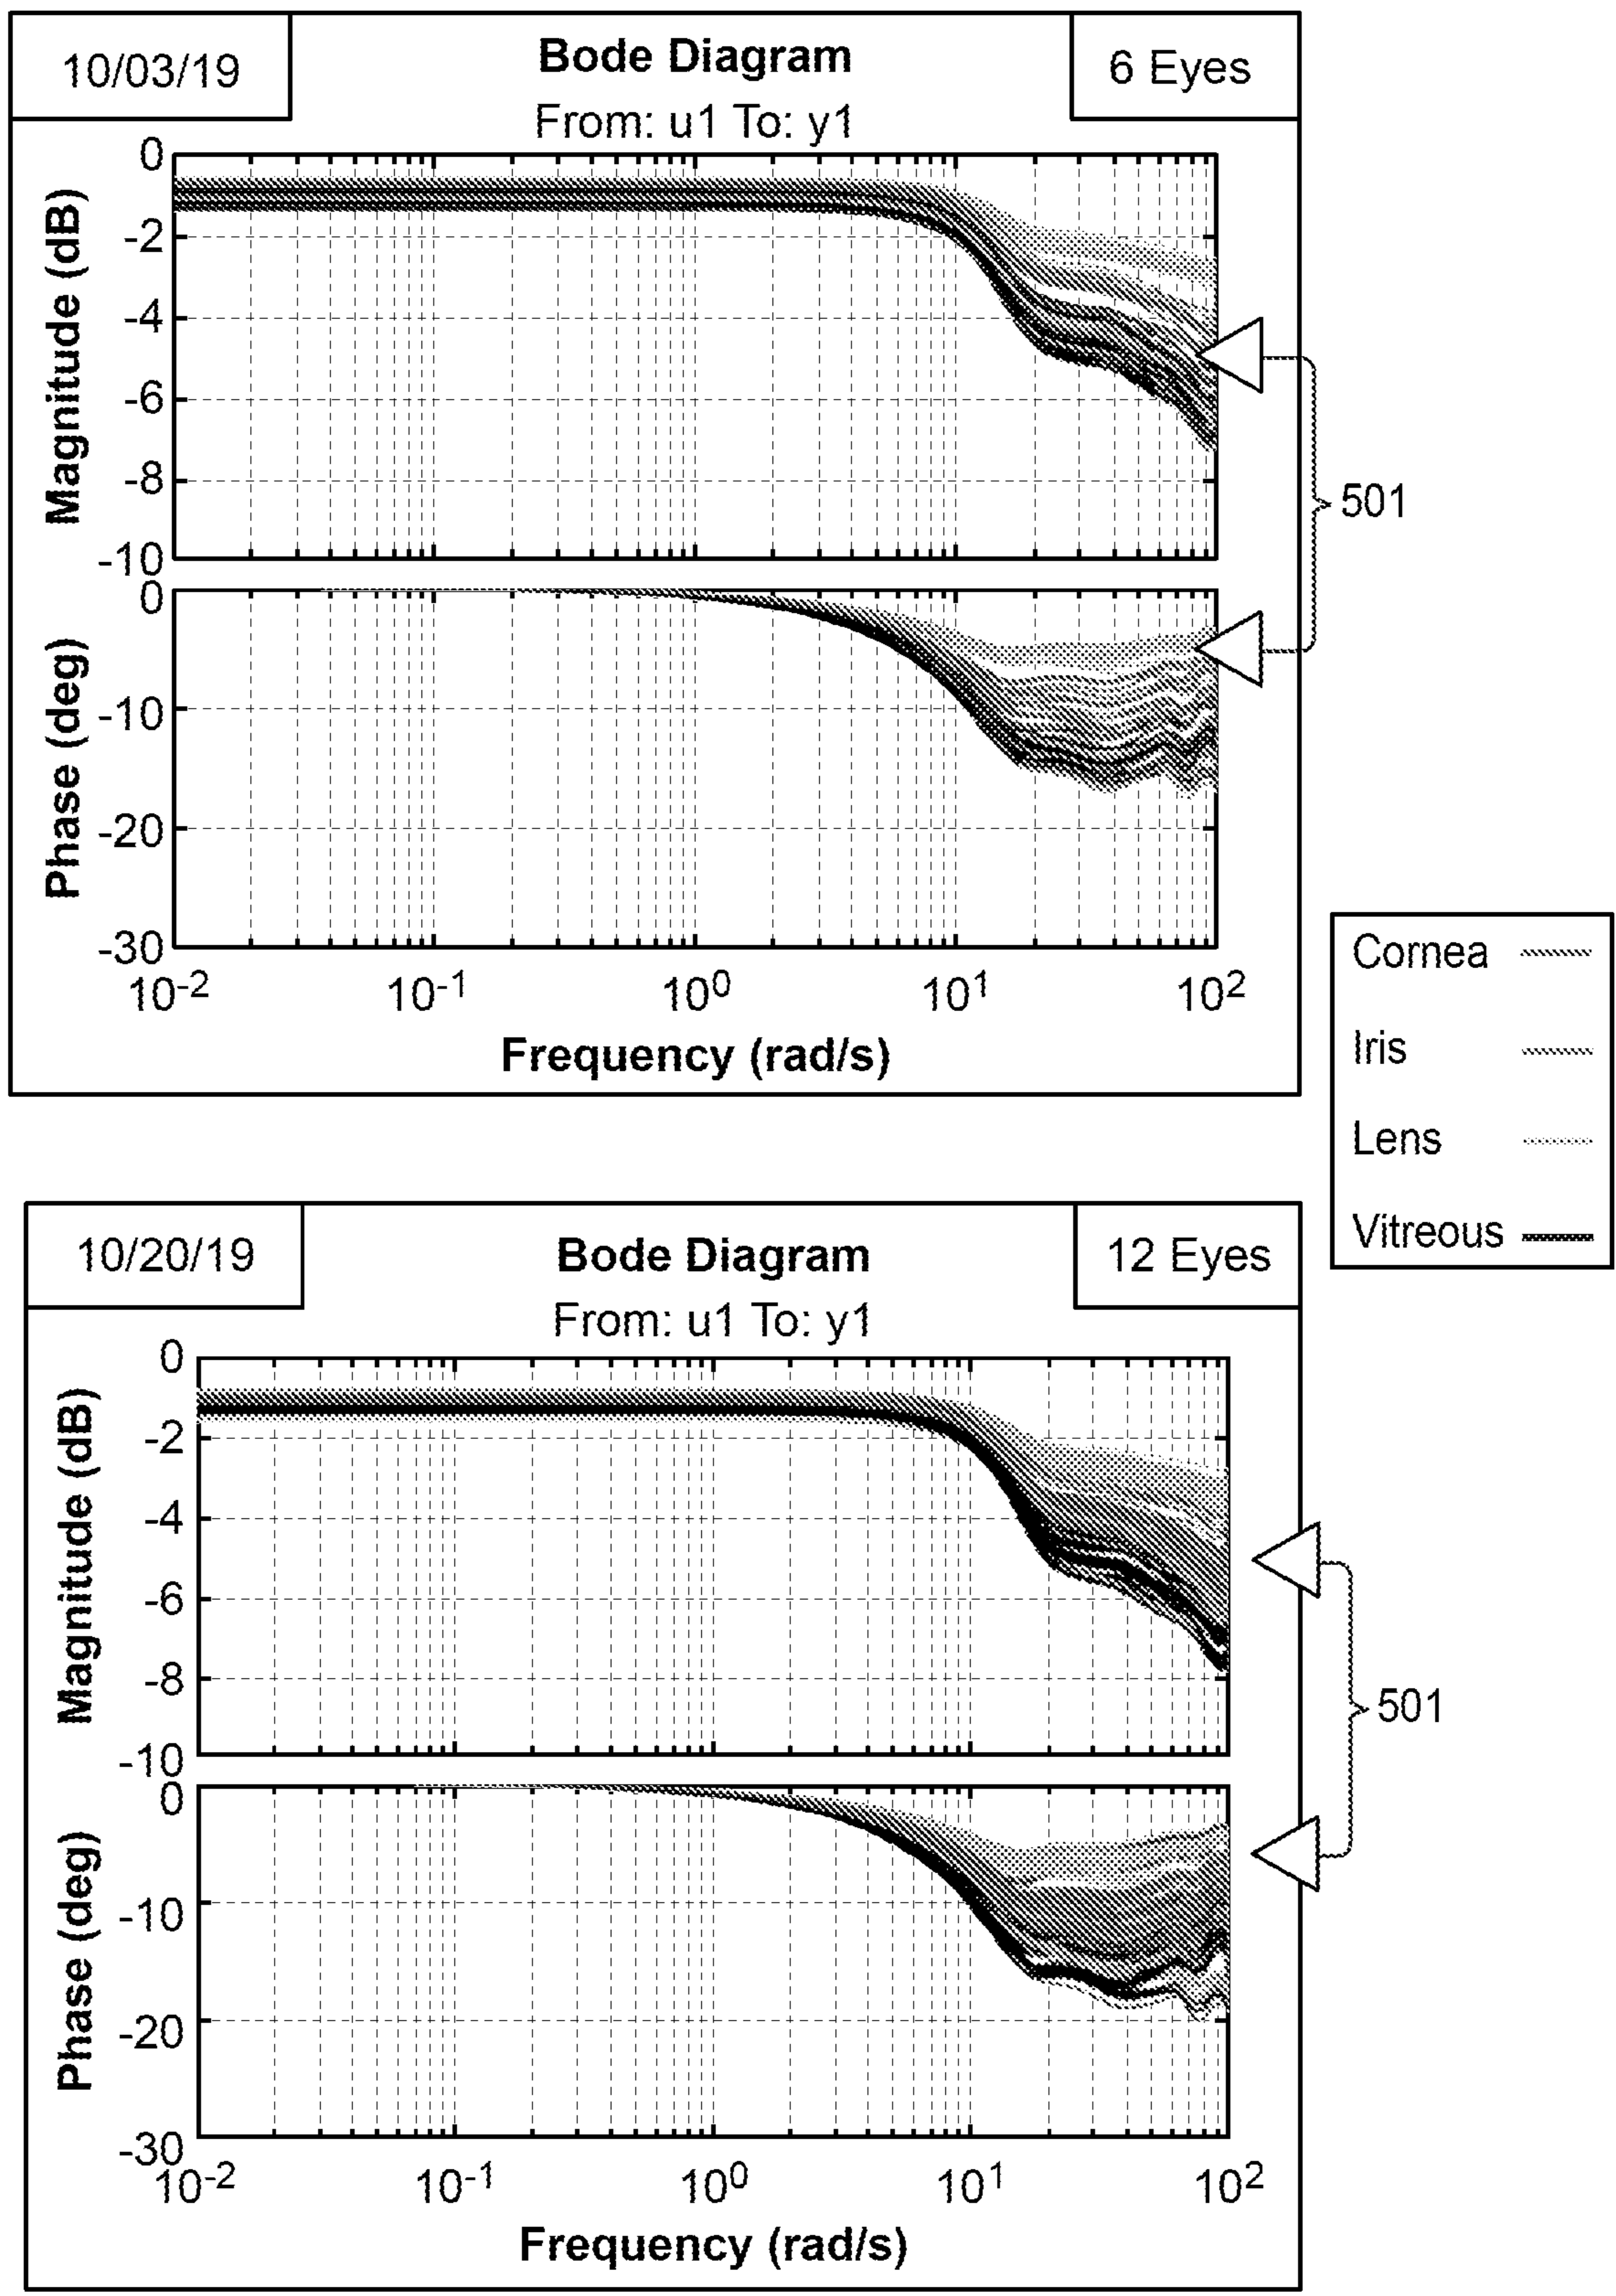 10/03/19
Bode Diagram
6 Eyes
From: u1 To: y1
Magnitude (dB)
0
-2
-4
-6
-8
-10
501
Phase (deg)
0
-10
-20
-30
10-2 10-1 100 101 102
Frequency (rad/s)
Cornea
Iris
Lens
Vitreous
10/20/19
Bode Diagram
12 Eyes
From: u1 To: y1
Magnitude (dB)
0
-2
-4
-6
-8
-10
501
Phase (deg)
0
-10
-20
-30
10-2 10-1 100 101 102
Frequency (rad/s)